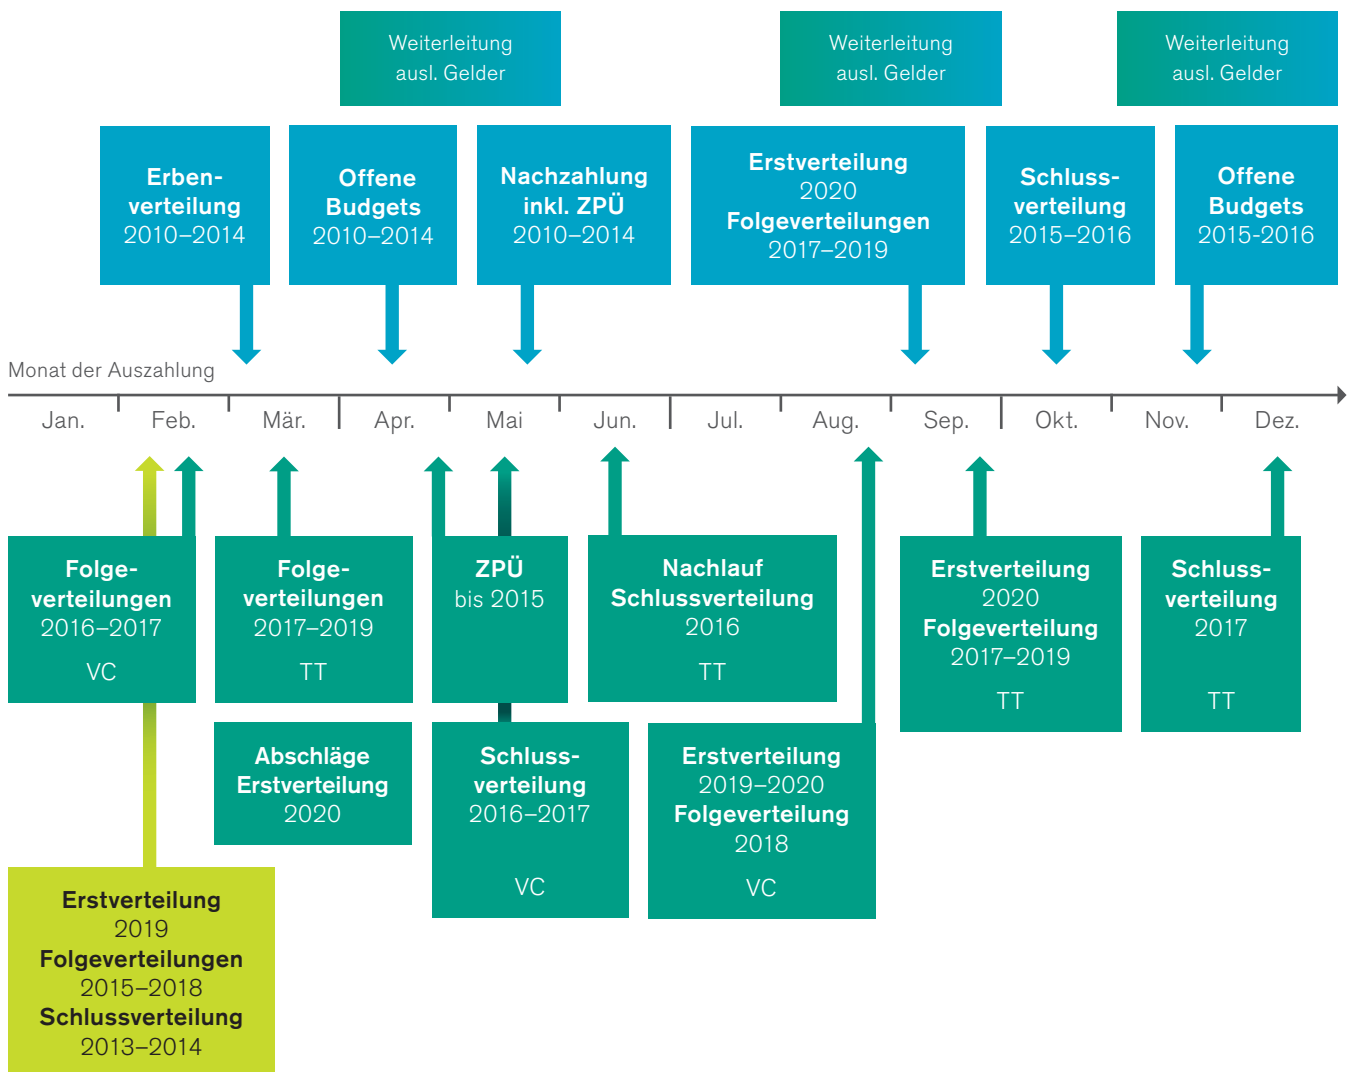 Weiterleitung
ausl. Gelder
Weiterleitung
ausl. Gelder
Weiterleitung
ausl. Gelder
Erben-
verteilung
2010–2014
Offene
Budgets
2010–2014
Nachzahlung
inkl. ZPÜ
2010–2014
Erstverteilung
2020
Folgeverteilungen
2017–2019
Schluss-
verteilung
2015–2016
Offene
Budgets
2015-2016
Monat der Auszahlung
Jan. Feb. Mär. Apr. Mai Jun. Jul. Aug. Sep. Okt. Nov. Dez.
Folge-
verteilungen
2016–2017
VC
Folge-
verteilungen
2017–2019
TT
ZPÜ
bis 2015
Nachlauf
Schlussverteilung
2016
TT
Erstverteilung
2020
Folgeverteilung
2017–2019
TT
Schluss-
verteilung
2017
TT
Abschläge
Erstverteilung
2020
Schluss-
verteilung
2016–2017
VC
Erstverteilung
2019–2020
Folgeverteilung
2018
VC
Erstverteilung
2019
Folgeverteilungen
2015–2018
Schlussverteilung
2013–2014